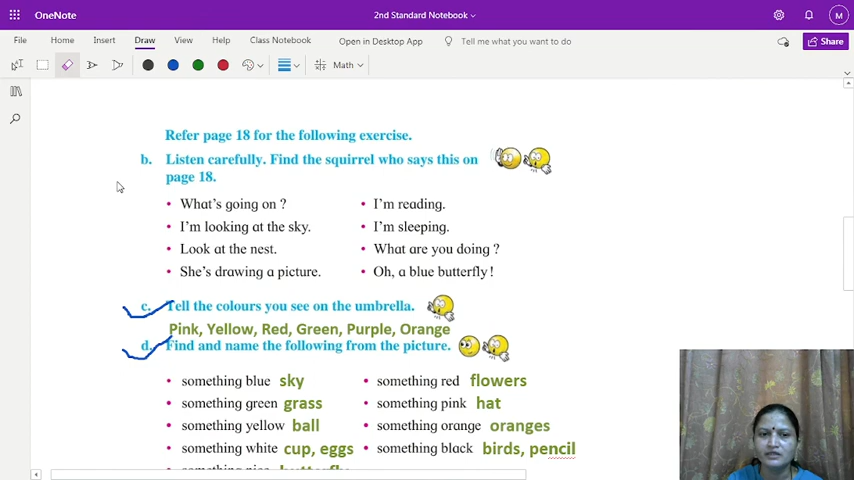 OneNote
2nd Standard Notebook
M
File Home Insert Draw View Help Class Notebook Open in Desktop App Tell me what you want to do Share
Math
Refer page 18 for the following exercise.
b. Listen carefully. Find the squirrel who says this on
page 18.
• What's going on ? • I'm reading.
• I'm looking at the sky. • I'm sleeping.
• Look at the nest. • What are you doing ?
• She's drawing a picture. • Oh, a blue butterfly!
c. Tell the colours you see on the umbrella.
Pink, Yellow, Red, Green, Purple, Orange
d. Find and name the following from the picture.
• something blue sky • something red flowers
• something green grass • something pink hat
• something yellow ball • something orange oranges
• something white cup, eggs • something black birds, pencil
something nice butterfly